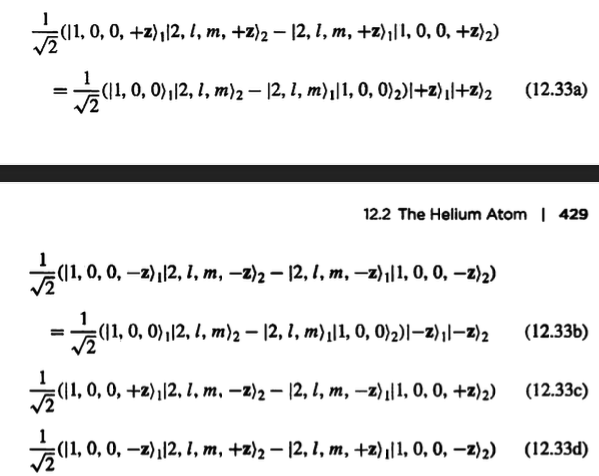 1/√2 (|1, 0, 0, +z⟩₁|2, l, m, +z⟩₂ − |2, l, m, +z⟩₁|1, 0, 0, +z⟩₂)
= 1/√2 (|1, 0, 0⟩₁|2, l, m⟩₂ − |2, l, m⟩₁|1, 0, 0⟩₂)|+z⟩₁|+z⟩₂ (12.33a)
12.2 The Helium Atom | 429
1/√2 (|1, 0, 0, −z⟩₁|2, l, m, −z⟩₂ − |2, l, m, −z⟩₁|1, 0, 0, −z⟩₂)
= 1/√2 (|1, 0, 0⟩₁|2, l, m⟩₂ − |2, l, m⟩₁|1, 0, 0⟩₂)|−z⟩₁|−z⟩₂ (12.33b)
1/√2 (|1, 0, 0, +z⟩₁|2, l, m, −z⟩₂ − |2, l, m, −z⟩₁|1, 0, 0, +z⟩₂) (12.33c)
1/√2 (|1, 0, 0, −z⟩₁|2, l, m, +z⟩₂ − |2, l, m, +z⟩₁|1, 0, 0, −z⟩₂) (12.33d)